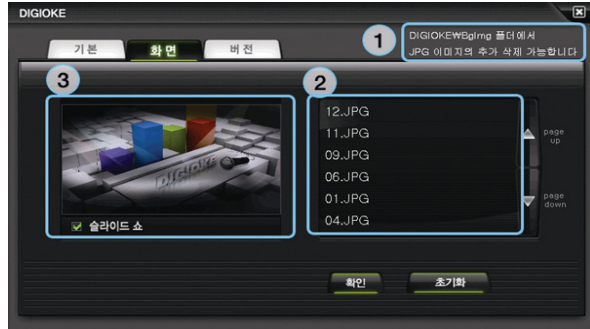 DIGIOKE
기본
화면
버전
1
DIGIOKE₩BgIrng 폴더에서
JPG 이미지의 추가 삭제 가능합니다
3
2
12.JPG
11.JPG
09.JPG
06.JPG
01.JPG
04.JPG
page
up
page
down
DIGIOKE
슬라이드 쇼
확인
초기화